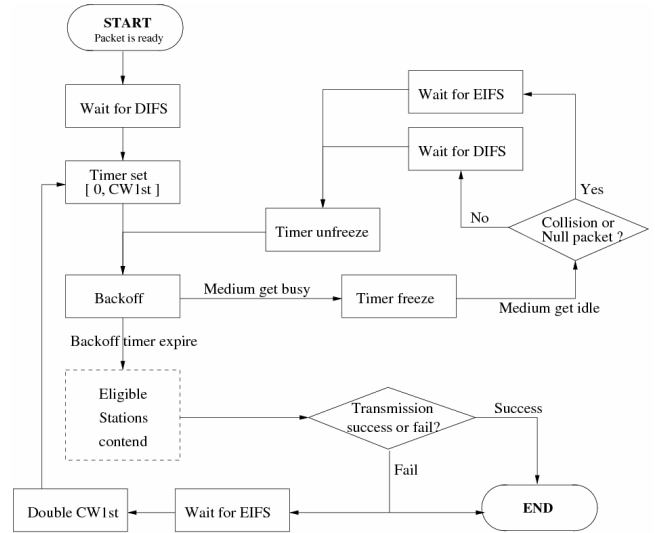 START
Packet is ready
Wait for DIFS
Wait for EIFS
Wait for DIFS
Timer set
[ 0, CW1st ]
Yes
No
Collision or
Null packet ?
Timer unfreeze
Backoff
Medium get busy
Timer freeze
Medium get idle
Backoff timer expire
Eligible
Stations
contend
Transmission
success or fail?
Success
Fail
Double CW1st
Wait for EIFS
END